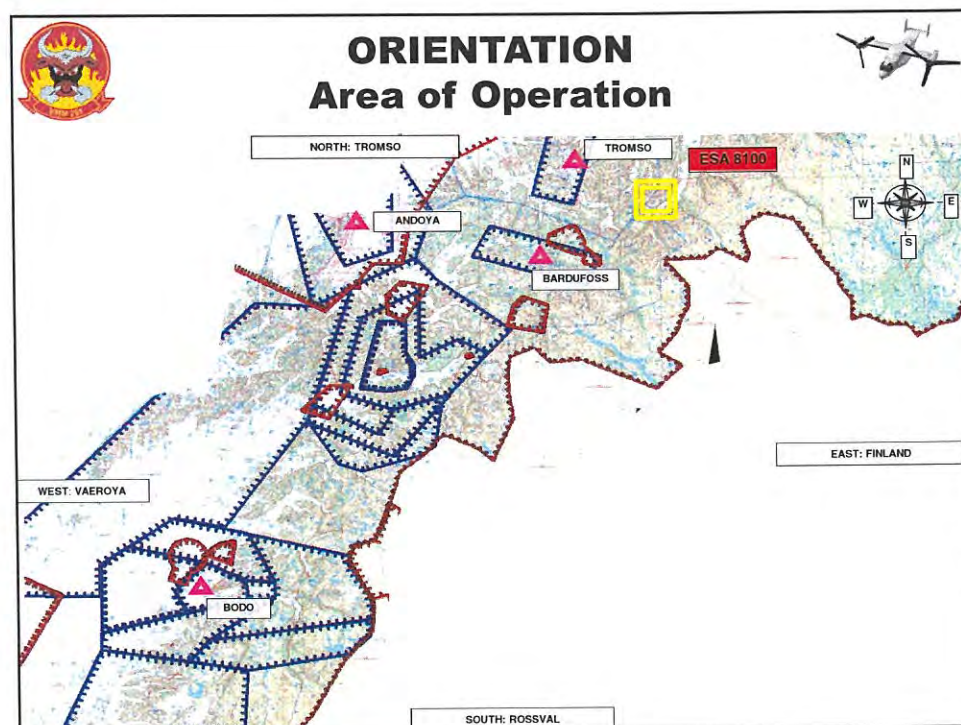 ORIENTATION
Area of Operation
NORTH: TROMSO
TROMSO
ESA 8100
N
W
E
S
ANDOYA
BARDUFOSS
EAST: FINLAND
WEST: VAEROYA
BODO
SOUTH: ROSSVAL